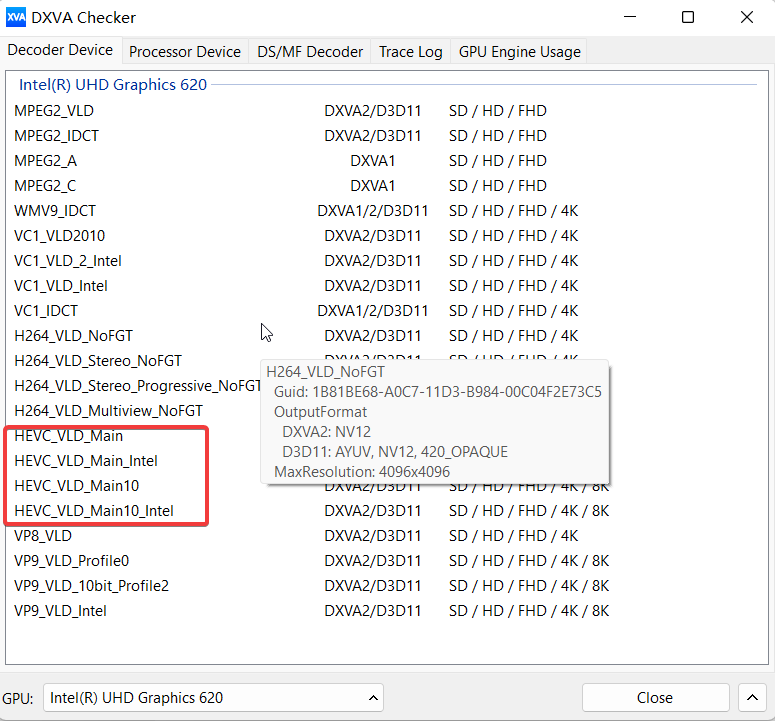 XVA DXVA Checker
Decoder Device Processor Device DS/MF Decoder Trace Log GPU Engine Usage
Intel(R) UHD Graphics 620
MPEG2_VLD DXVA2/D3D11 SD / HD / FHD
MPEG2_IDCT DXVA2/D3D11 SD / HD / FHD
MPEG2_A DXVA1 SD / HD / FHD
MPEG2_C DXVA1 SD / HD / FHD
WMV9_IDCT DXVA1/2/D3D11 SD / HD / FHD / 4K
VC1_VLD2010 DXVA2/D3D11 SD / HD / FHD / 4K
VC1_VLD_2_Intel DXVA2/D3D11 SD / HD / FHD / 4K
VC1_VLD_Intel DXVA2/D3D11 SD / HD / FHD / 4K
VC1_IDCT DXVA1/2/D3D11 SD / HD / FHD / 4K
H264_VLD_NoFGT DXVA2/D3D11 SD / HD / FHD / 4K
H264_VLD_Stereo_NoFGT DXVA2/D3D11 SD / HD / FHD / 4K
H264_VLD_Stereo_Progressive_NoFGT
H264_VLD_Multiview_NoFGT
H264_VLD_NoFGT
Guid: 1B81BE68-A0C7-11D3-B984-00C04F2E73C5
OutputFormat
DXVA2: NV12
D3D11: AYUV, NV12, 420_OPAQUE
MaxResolution: 4096x4096
HEVC_VLD_Main
HEVC_VLD_Main_Intel
HEVC_VLD_Main10 DXVA2/D3D11 SD / HD / FHD / 4K / 8K
HEVC_VLD_Main10_Intel DXVA2/D3D11 SD / HD / FHD / 4K / 8K
VP8_VLD DXVA2/D3D11 SD / HD / FHD / 4K
VP9_VLD_Profile0 DXVA2/D3D11 SD / HD / FHD / 4K / 8K
VP9_VLD_10bit_Profile2 DXVA2/D3D11 SD / HD / FHD / 4K / 8K
VP9_VLD_Intel DXVA2/D3D11 SD / HD / FHD / 4K / 8K
GPU: Intel(R) UHD Graphics 620 Close